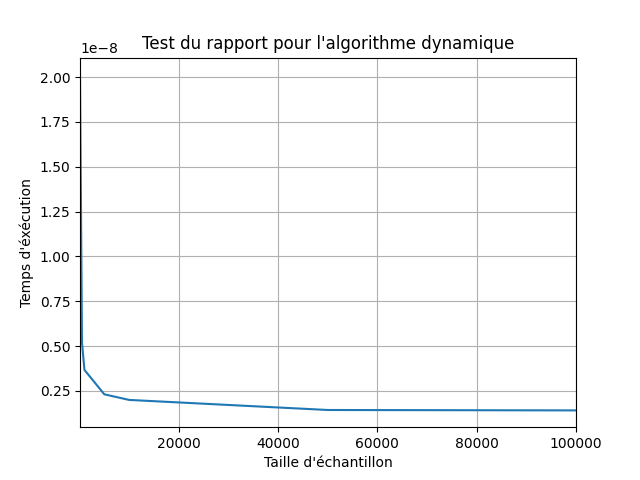 Test du rapport pour l'algorithme dynamique
1e−8
2.00
1.75
1.50
1.25
1.00
0.75
0.50
0.25
Temps d'éxécution
20000 40000 60000 80000 100000
Taille d'échantillon